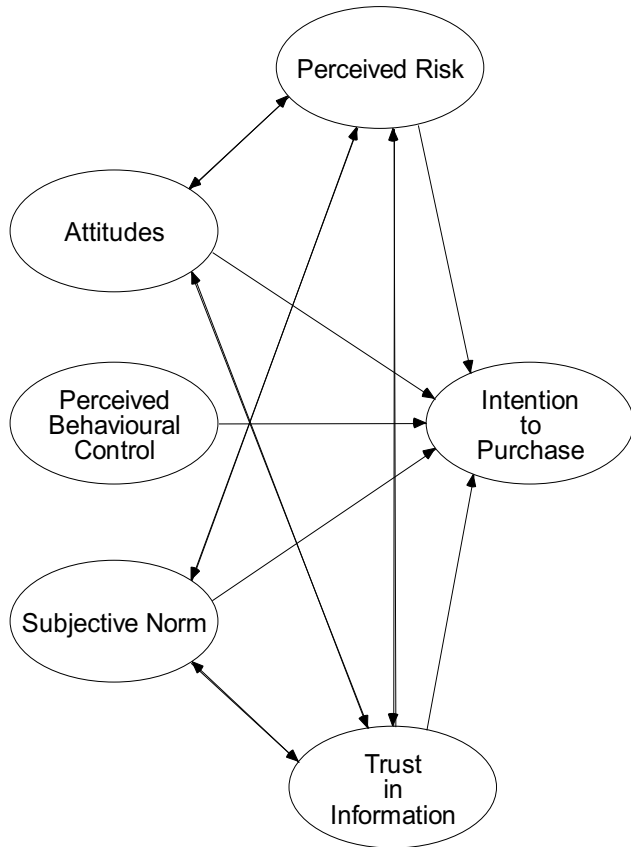 Perceived Risk
Attitudes
Perceived
Behavioural
Control
Intention
to
Purchase
Subjective Norm
Trust
in
Information